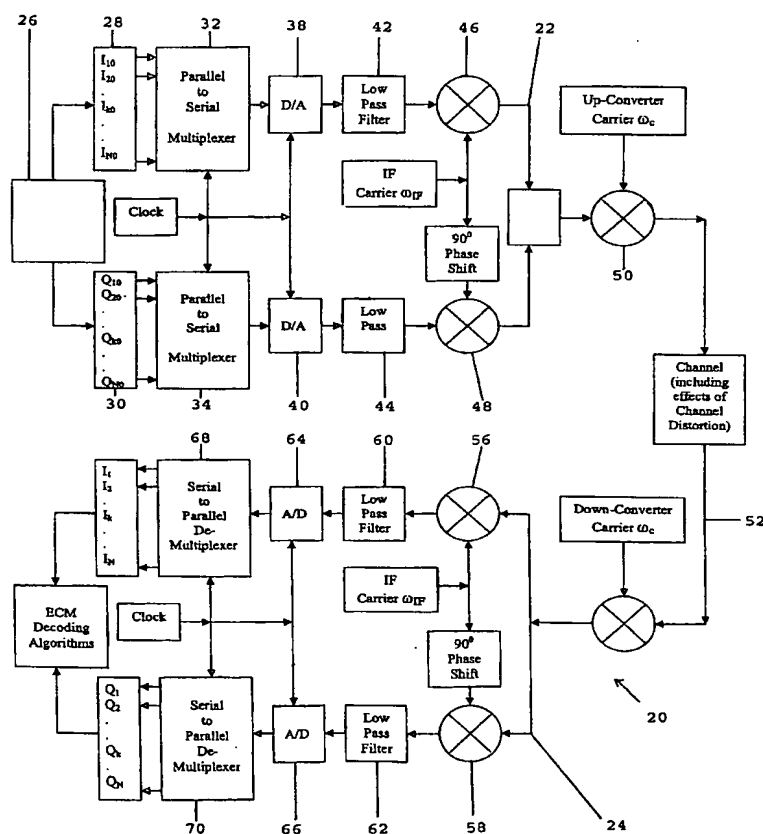 26 28 32 38 42 46 22
I10
I20
.
Ik0
.
.
IN0
Parallel
to
Serial
Multiplexer
D/A
Low
Pass
Filter
Up-Converter
Carrier ωc
Clock
IF
Carrier ωIF
90°
Phase
Shift
50
Q10
Q20
.
.
Qk0
.
.
QN0
Parallel
to
Serial
Multiplexer
D/A
Low
Pass
30 34 40 44 48
Channel
(including
effects of
Channel
Distortion)
68 64 60 56
I1
I2
.
Ik
.
.
IN
Serial
to
Parallel
De-
Multiplexer
A/D
Low
Pass
Filter
Down-Converter
Carrier ωc
52
ECM
Decoding
Algorithms
Clock
IF
Carrier ωIF
90°
Phase
Shift
20
Q1
Q2
.
.
Qk
.
QN
Serial
to
Parallel
De-
Multiplexer
A/D
Low
Pass
Filter
70 66 62 58 24